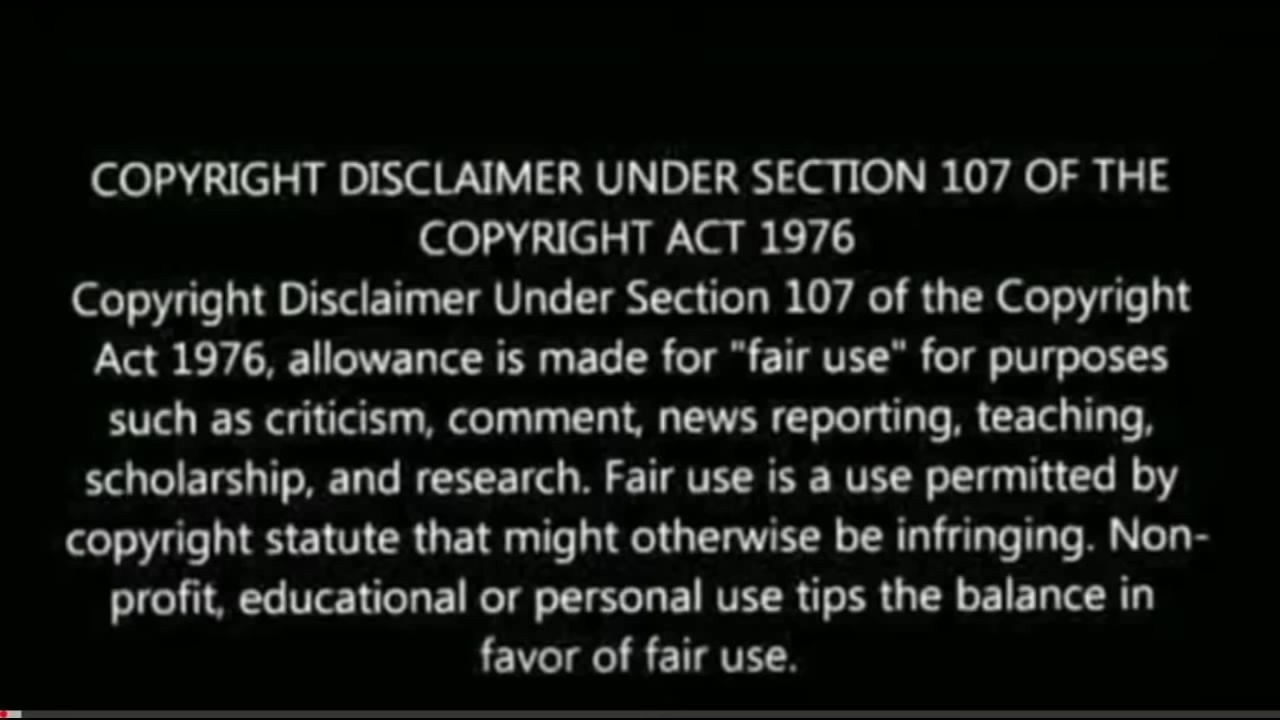 COPYRIGHT DISCLAIMER UNDER SECTION 107 OF THE
COPYRIGHT ACT 1976
Copyright Disclaimer Under Section 107 of the Copyright
Act 1976, allowance is made for "fair use" for purposes
such as criticism, comment, news reporting, teaching,
scholarship, and research. Fair use is a use permitted by
copyright statute that might otherwise be infringing. Non-
profit, educational or personal use tips the balance in
favor of fair use.